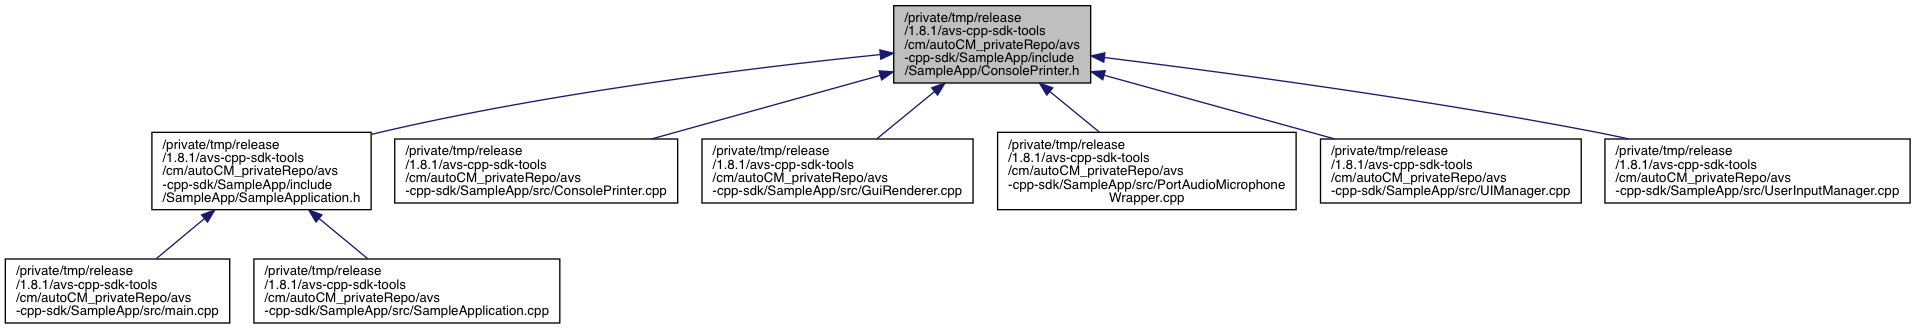 /private/tmp/release
/1.8.1/avs-cpp-sdk-tools
/cm/autoCM_privateRepo/avs
-cpp-sdk/SampleApp/include
/SampleApp/ConsolePrinter.h
/private/tmp/release
/1.8.1/avs-cpp-sdk-tools
/cm/autoCM_privateRepo/avs
-cpp-sdk/SampleApp/include
/SampleApp/SampleApplication.h
/private/tmp/release
/1.8.1/avs-cpp-sdk-tools
/cm/autoCM_privateRepo/avs
-cpp-sdk/SampleApp/src/ConsolePrinter.cpp
/private/tmp/release
/1.8.1/avs-cpp-sdk-tools
/cm/autoCM_privateRepo/avs
-cpp-sdk/SampleApp/src/GuiRenderer.cpp
/private/tmp/release
/1.8.1/avs-cpp-sdk-tools
/cm/autoCM_privateRepo/avs
-cpp-sdk/SampleApp/src/PortAudioMicrophone
Wrapper.cpp
/private/tmp/release
/1.8.1/avs-cpp-sdk-tools
/cm/autoCM_privateRepo/avs
-cpp-sdk/SampleApp/src/UIManager.cpp
/private/tmp/release
/1.8.1/avs-cpp-sdk-tools
/cm/autoCM_privateRepo/avs
-cpp-sdk/SampleApp/src/UserInputManager.cpp
/private/tmp/release
/1.8.1/avs-cpp-sdk-tools
/cm/autoCM_privateRepo/avs
-cpp-sdk/SampleApp/src/main.cpp
/private/tmp/release
/1.8.1/avs-cpp-sdk-tools
/cm/autoCM_privateRepo/avs
-cpp-sdk/SampleApp/src/SampleApplication.cpp